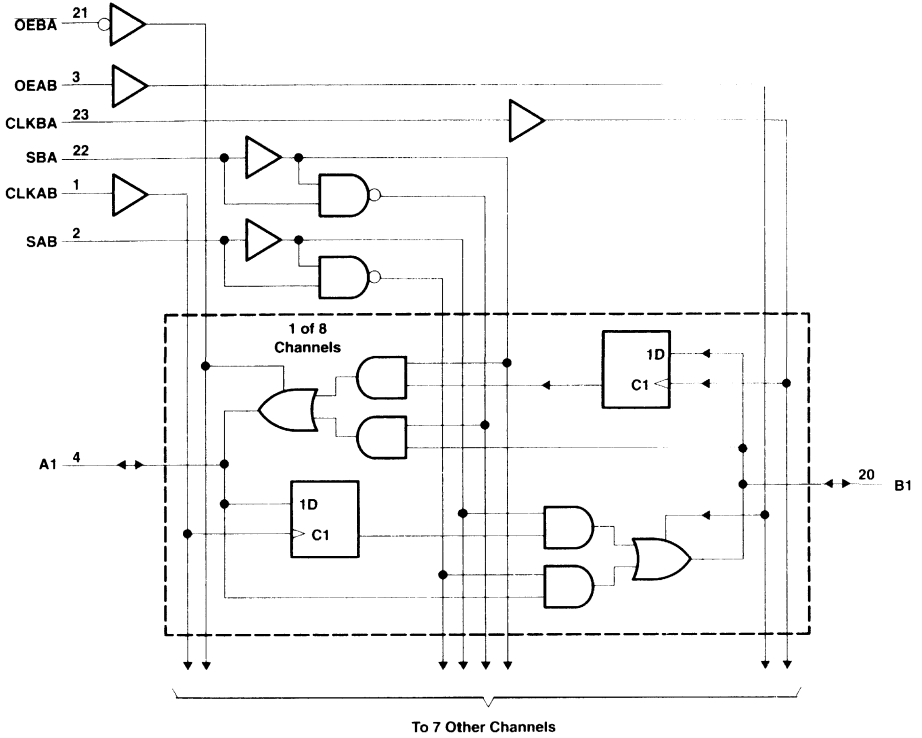 OEBA 21
OEAB 3
CLKBA 23
SBA 22
CLKAB 1
SAB 2
1 of 8
Channels
1D
C1
A1 4
20 B1
1D
C1
To 7 Other Channels